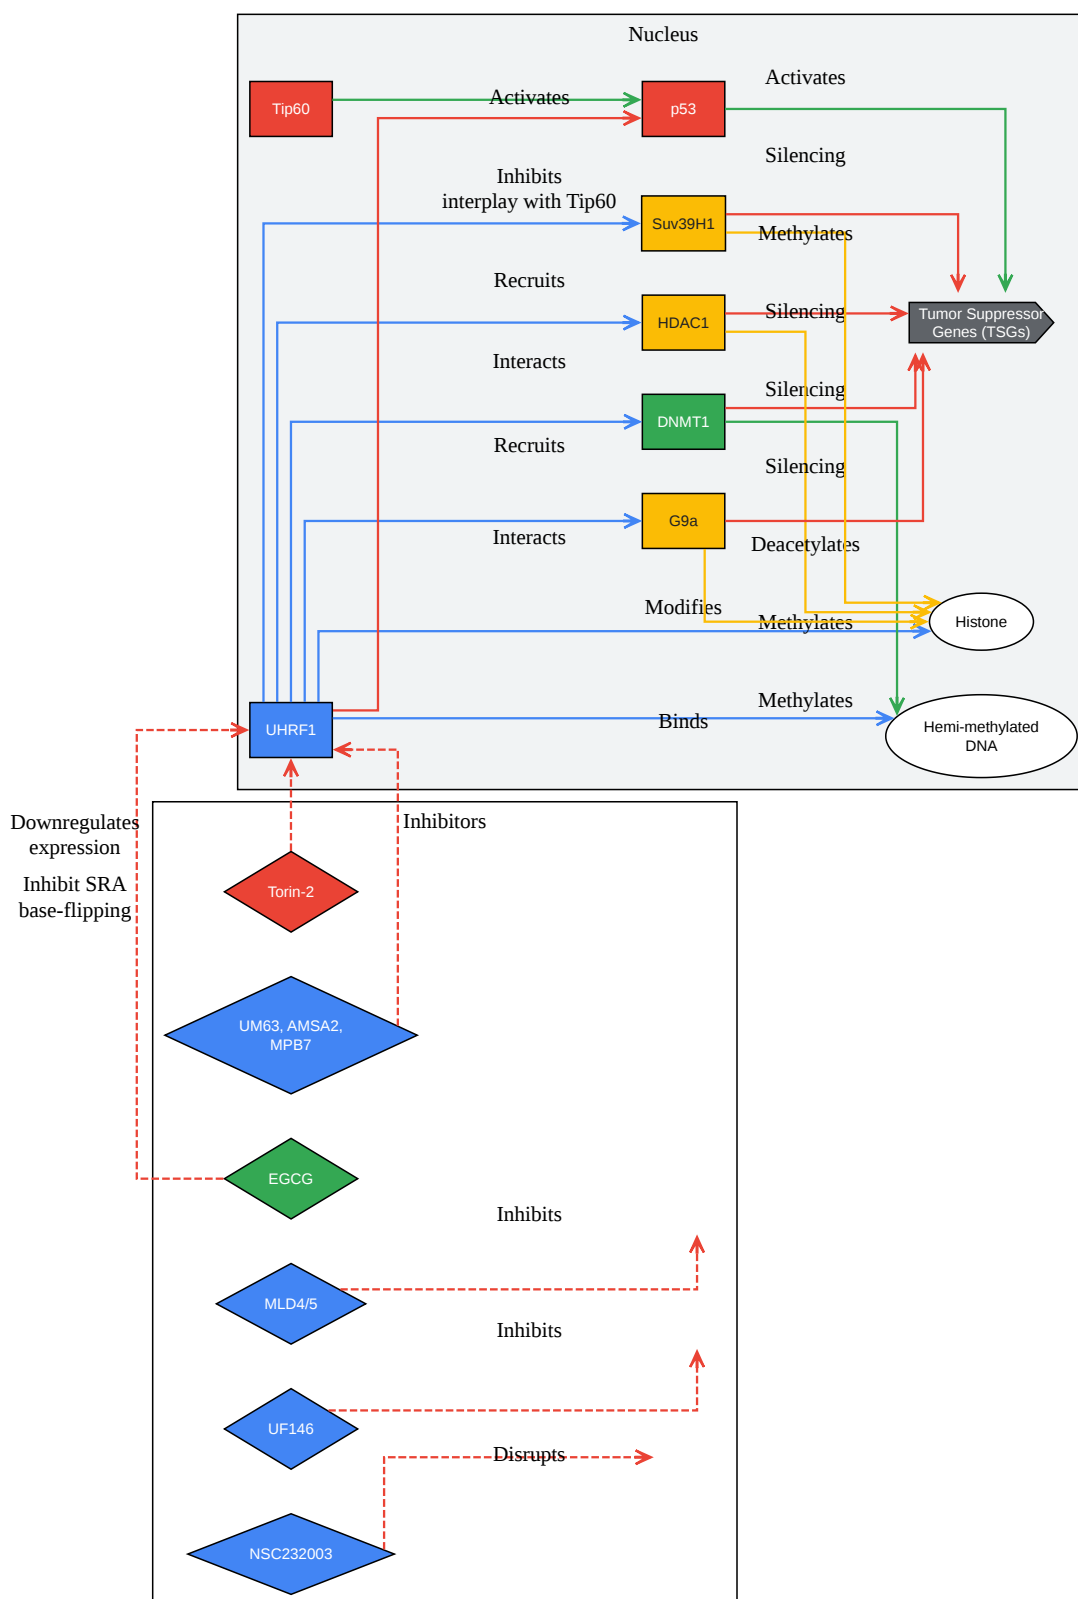 Nucleus
Activates
Tip60
Activates
p53
Silencing
Inhibits
interplay with Tip60
Suv39H1
Methylates
Recruits
HDAC1
Silencing
Tumor Suppressor
Genes (TSGs)
Interacts
Silencing
DNMT1
Recruits
Silencing
G9a
Interacts
Deacetylates
Modifies
Methylates
Histone
Methylates
UHRF1
Binds
Hemi-methylated
DNA
Downregulates
expression
Inhibitors
Inhibit SRA
base-flipping
Torin-2
UM63, AMSA2,
MPB7
EGCG
Inhibits
MLD4/5
Inhibits
UF146
Disrupts
NSC232003